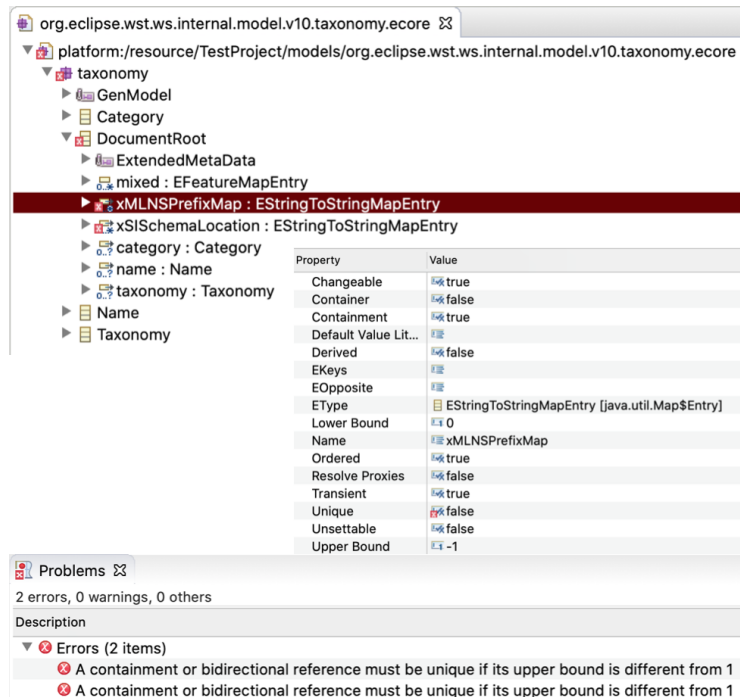 org.eclipse.wst.ws.internal.model.v10.taxonomy.ecore
platform:/resource/TestProject/models/org.eclipse.wst.ws.internal.model.v10.taxonomy.ecore
taxonomy
GenModel
Category
DocumentRoot
ExtendedMetaData
0..* mixed : EFeatureMapEntry
xMLNSPrefixMap : EStringToStringMapEntry
xSISchemaLocation : EStringToStringMapEntry
0..? category : Category
0..? name : Name
0..? taxonomy : Taxonomy
Name
Taxonomy
Property Value
Changeable true
Container false
Containment true
Default Value Lit...
Derived false
EKeys
EOpposite
EType EStringToStringMapEntry [java.util.Map$Entry]
Lower Bound 0
Name xMLNSPrefixMap
Ordered true
Resolve Proxies false
Transient true
Unique false
Unsettable false
Upper Bound -1
Problems
2 errors, 0 warnings, 0 others
Description
Errors (2 items)
A containment or bidirectional reference must be unique if its upper bound is different from 1
A containment or bidirectional reference must be unique if its upper bound is different from 1